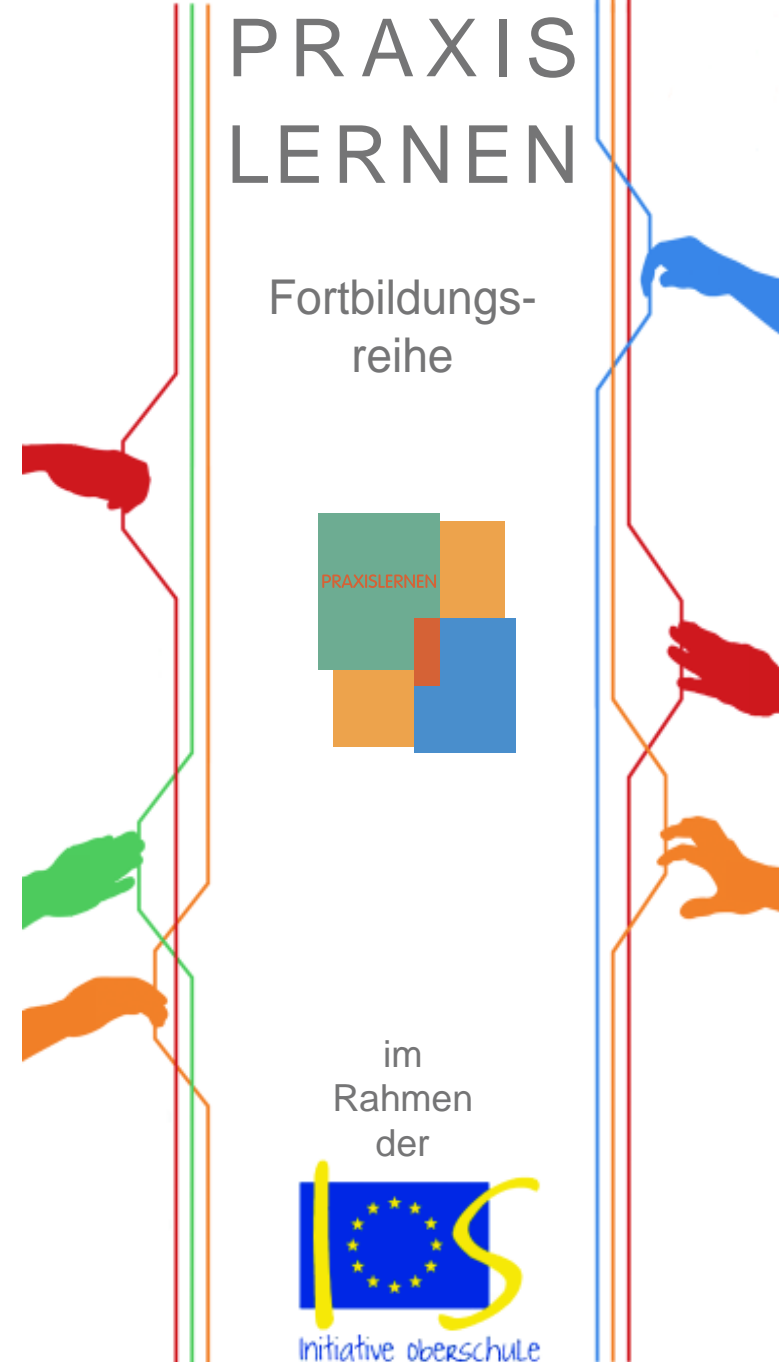 PRAXIS
LERNEN
Fortbildungs-
reihe
PRAXISLERNEN
im
Rahmen
der
IOS
Initiative oberschule